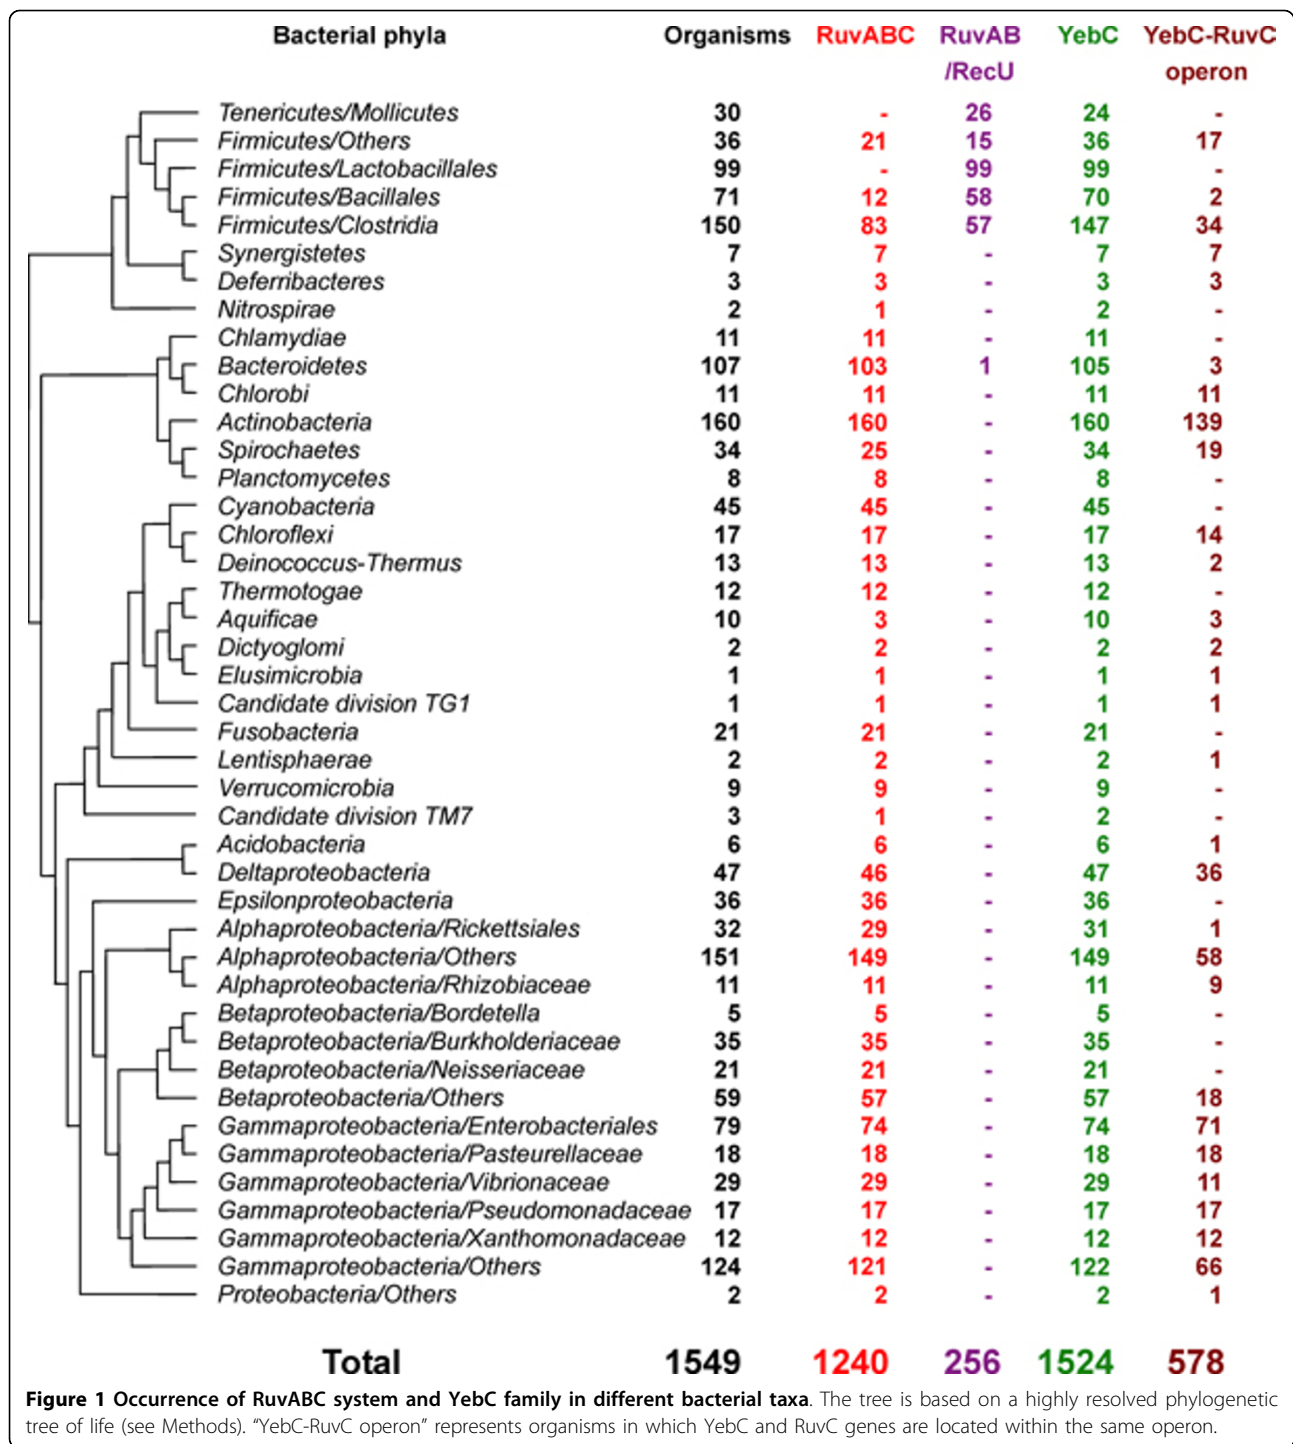 Bacterial phyla Organisms RuvABC RuvAB YebC YebC-RuvC
/RecU operon
Tenericutes/Mollicutes 30 - 26 24 -
Firmicutes/Others 36 21 15 36 17
Firmicutes/Lactobacillales 99 - 99 99 -
Firmicutes/Bacillales 71 12 58 70 2
Firmicutes/Clostridia 150 83 57 147 34
Synergistetes 7 7 - 7 7
Deferribacteres 3 3 - 3 3
Nitrospirae 2 1 - 2 -
Chlamydiae 11 11 - 11 -
Bacteroidetes 107 103 1 105 3
Chlorobi 11 11 - 11 11
Actinobacteria 160 160 - 160 139
Spirochaetes 34 25 - 34 19
Planctomycetes 8 8 - 8 -
Cyanobacteria 45 45 - 45 -
Chloroflexi 17 17 - 17 14
Deinococcus-Thermus 13 13 - 13 2
Thermotogae 12 12 - 12 -
Aquificae 10 3 - 10 3
Dictyoglomi 2 2 - 2 2
Elusimicrobia 1 1 - 1 1
Candidate division TG1 1 1 - 1 1
Fusobacteria 21 21 - 21 -
Lentisphaerae 2 2 - 2 1
Verrucomicrobia 9 9 - 9 -
Candidate division TM7 3 1 - 2 -
Acidobacteria 6 6 - 6 1
Deltaproteobacteria 47 46 - 47 36
Epsilonproteobacteria 36 36 - 36 -
Alphaproteobacteria/Rickettsiales 32 29 - 31 1
Alphaproteobacteria/Others 151 149 - 149 58
Alphaproteobacteria/Rhizobiaceae 11 11 - 11 9
Betaproteobacteria/Bordetella 5 5 - 5 -
Betaproteobacteria/Burkholderiaceae 35 35 - 35 -
Betaproteobacteria/Neisseriaceae 21 21 - 21 -
Betaproteobacteria/Others 59 57 - 57 18
Gammaproteobacteria/Enterobacteriales 79 74 - 74 71
Gammaproteobacteria/Pasteurellaceae 18 18 - 18 18
Gammaproteobacteria/Vibrionaceae 29 29 - 29 11
Gammaproteobacteria/Pseudomonadaceae 17 17 - 17 17
Gammaproteobacteria/Xanthomonadaceae 12 12 - 12 12
Gammaproteobacteria/Others 124 121 - 122 66
Proteobacteria/Others 2 2 - 2 1
Total 1549 1240 256 1524 578
Figure 1 Occurrence of RuvABC system and YebC family in different bacterial taxa. The tree is based on a highly resolved phylogenetic
tree of life (see Methods). “YebC-RuvC operon” represents organisms in which YebC and RuvC genes are located within the same operon.